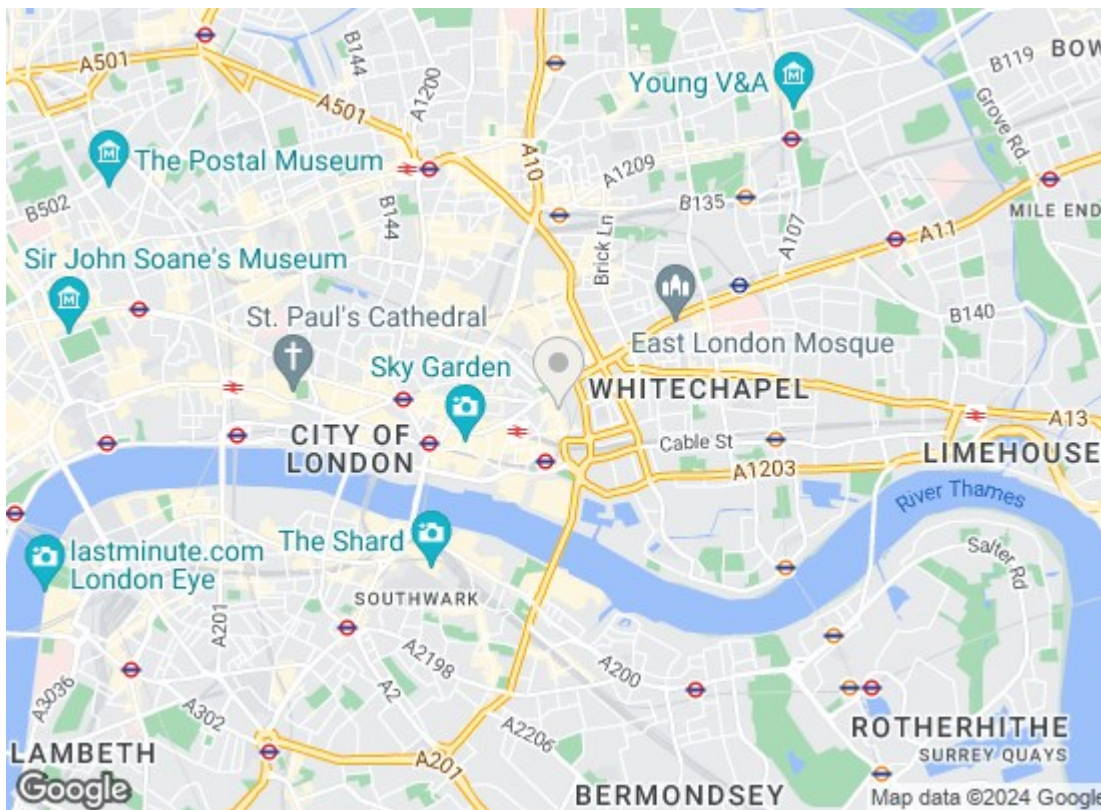 A501
B144
A1200
Young V&A
B119
BOW
A501
Grove Rd.
The Postal Museum
A10
A1209
B502
B144
B135
MILE END
A107
A11
Brick Ln
Sir John Soane's Museum
St. Paul's Cathedral
B140
East London Mosque
Sky Garden
WHITECHAPEL
A13
CITY OF
LONDON
Cable St
LIMEHOUSE
A1203
River Thames
The Shard
lastminute.com
London Eye
Salter Rd
SOUTHWARK
A201
A2198
A200
A3036
A302
A2
A2206
ROTHERHITHE
LAMBETH
A201
SURREY QUAYS
Google
BERMONDSEY
Map data ©2024 Google